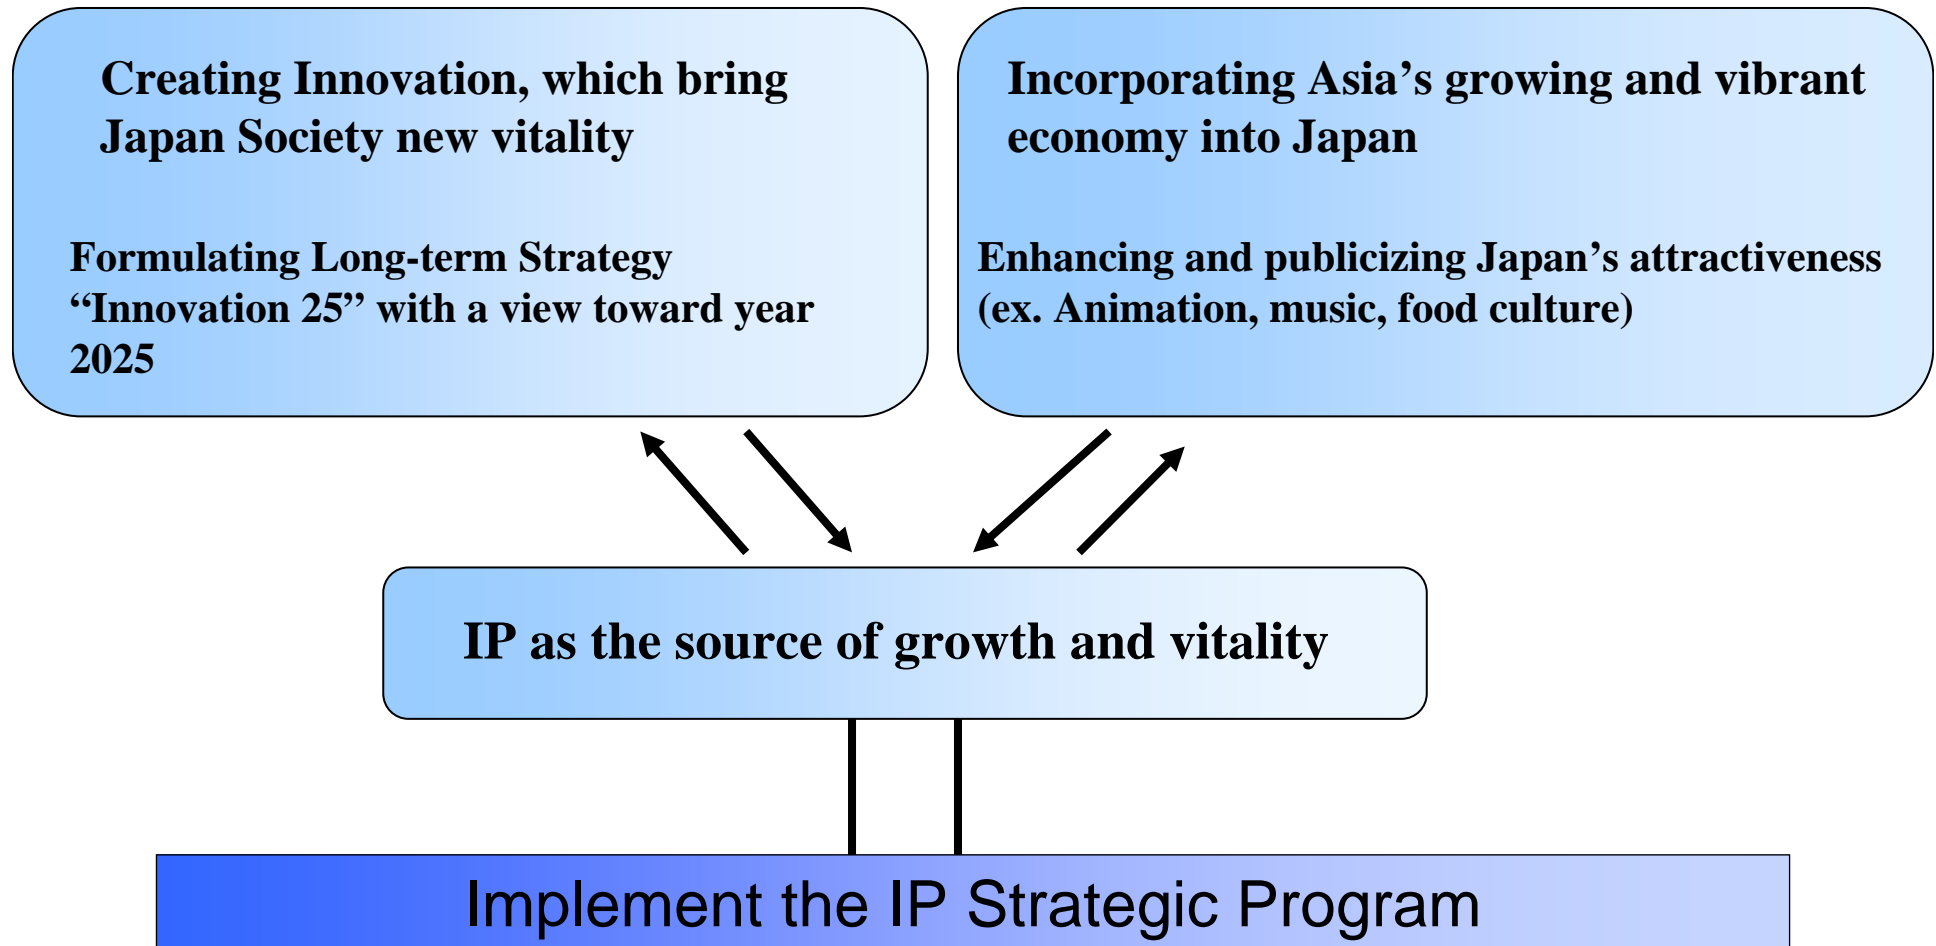 Creating Innovation, which bring
Japan Society new vitality
Formulating Long-term Strategy
“Innovation 25” with a view toward year
2025
Incorporating Asia’s growing and vibrant
economy into Japan
Enhancing and publicizing Japan’s attractiveness
(ex. Animation, music, food culture)
IP as the source of growth and vitality
Implement the IP Strategic Program